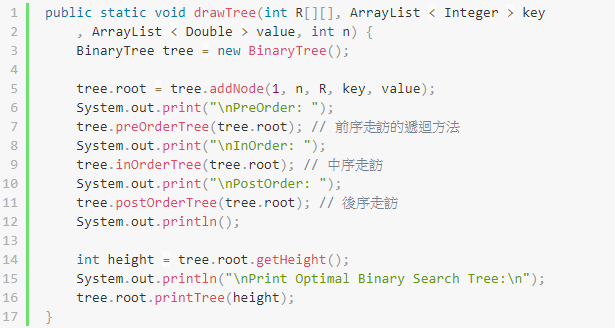 1 public static void drawTree(int R[][], ArrayList < Integer > key
2 , ArrayList < Double > value, int n) {
3 BinaryTree tree = new BinaryTree();
4
5 tree.root = tree.addNode(1, n, R, key, value);
6 System.out.print("\nPreOrder: ");
7 tree.preOrderTree(tree.root); // 前序走訪的遞迴方法
8 System.out.print("\nInOrder: ");
9 tree.inOrderTree(tree.root); // 中序走訪
10 System.out.print("\nPostOrder: ");
11 tree.postOrderTree(tree.root); // 後序走訪
12 System.out.println();
13
14 int height = tree.root.getHeight();
15 System.out.println("\nPrint Optimal Binary Search Tree:\n");
16 tree.root.printTree(height);
17 }